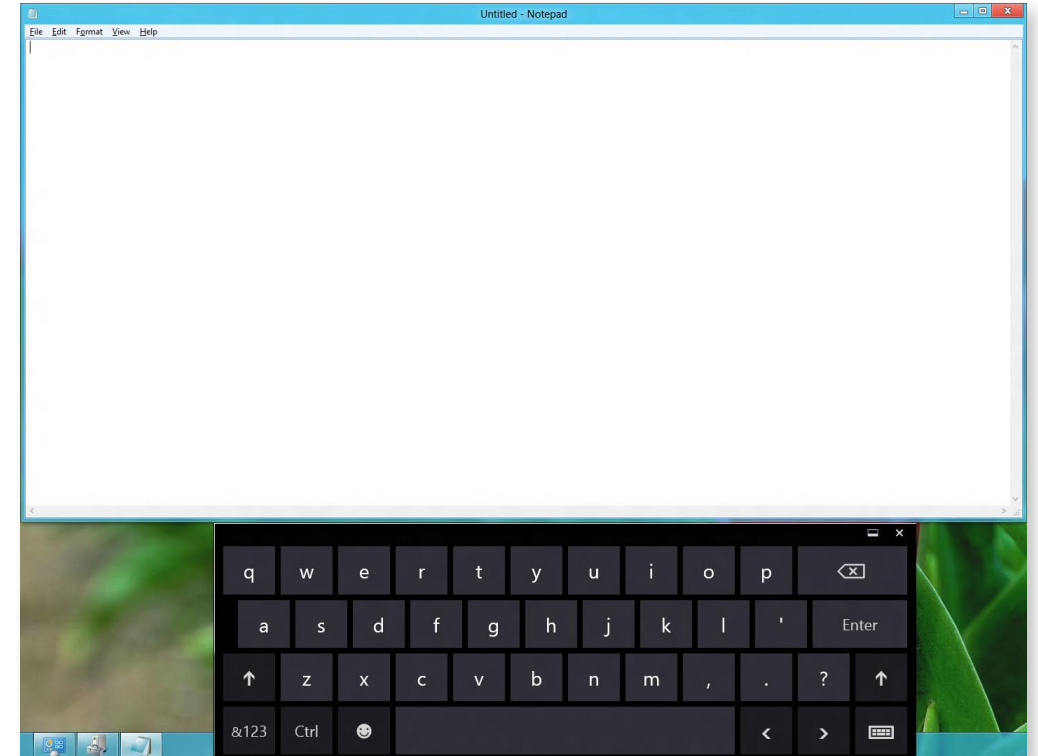 Untitled - Notepad
File Edit Format View Help
q w e r t y u i o p
a s d f g h j k l ' Enter
z x c v b n m , . ?
&123 Ctrl < >